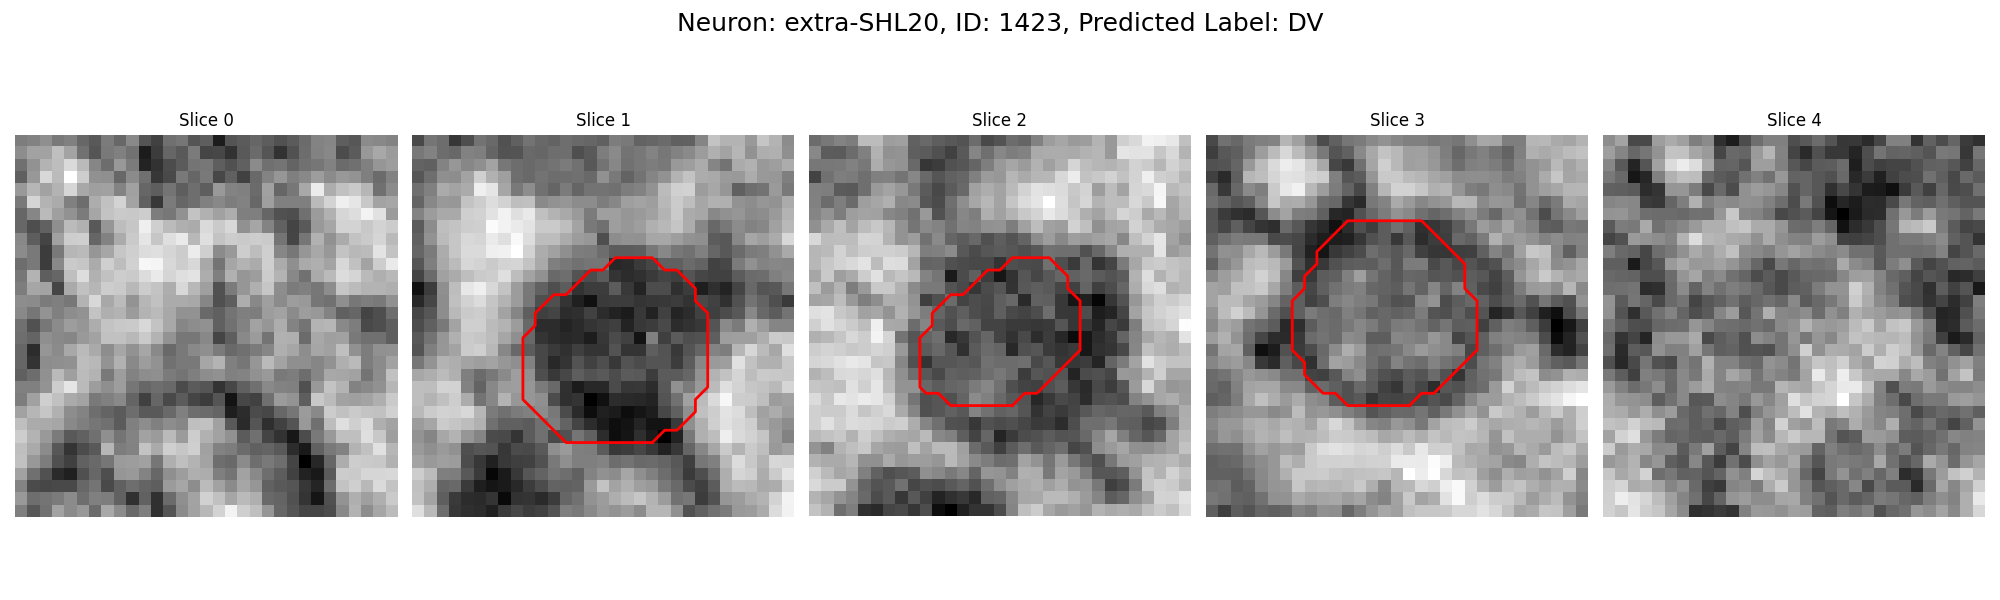 Neuron: extra-SHL20, ID: 1423, Predicted Label: DV
Slice 0
Slice 1
Slice 2
Slice 3
Slice 4